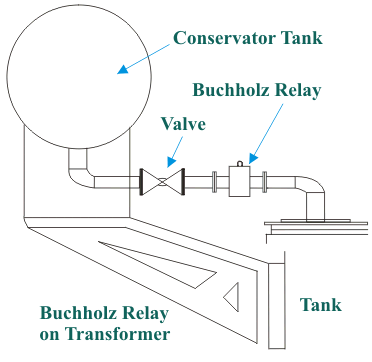 Conservator Tank
Buchholz Relay
Valve
Tank
Buchholz Relay
on Transformer